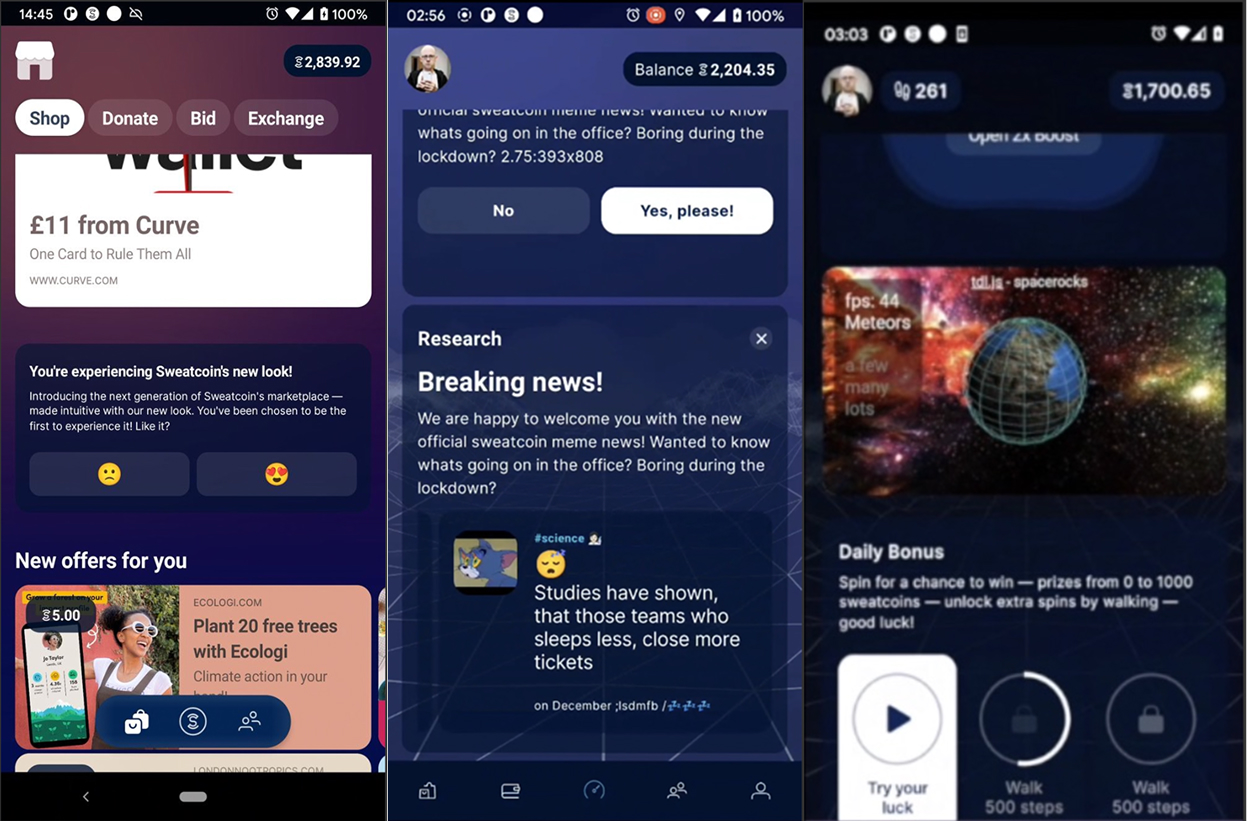 14:45
100%
2,839.92
Shop
Donate
Bid
Exchange
wallet
£11 from Curve
One Card to Rule Them All
WWW.CURVE.COM
You're experiencing Sweatcoin's new look!
Introducing the next generation of Sweatcoin's marketplace —
made intuitive with our new look. You've been chosen to be the
first to experience it! Like it?
New offers for you
Grow a forest on your
5.00
Jo Taylor
ECOLOGI.COM
Plant 20 free trees
with Ecologi
Climate action in your
hand!
LONDONNOOTROPICS.COM
02:56
100%
Balance 2,204.35
official sweatcoin meme news! Wanted to know
whats going on in the office? Boring during the
lockdown? 2.75:393x808
No
Yes, please!
Research
Breaking news!
We are happy to welcome you with the new
official sweatcoin meme news! Wanted to know
whats going on in the office? Boring during the
lockdown?
#science
Studies have shown,
that those teams who
sleeps less, close more
tickets
on December ;lsdmfb /
03:03
261
1,700.65
Open 2x Boost
tdl.js - spacerocks
fps: 44
Meteors
a few
many
lots
Daily Bonus
Spin for a chance to win — prizes from 0 to 1000
sweatcoins — unlock extra spins by walking —
good luck!
Try your
luck
Walk
500 steps
Walk
500 steps